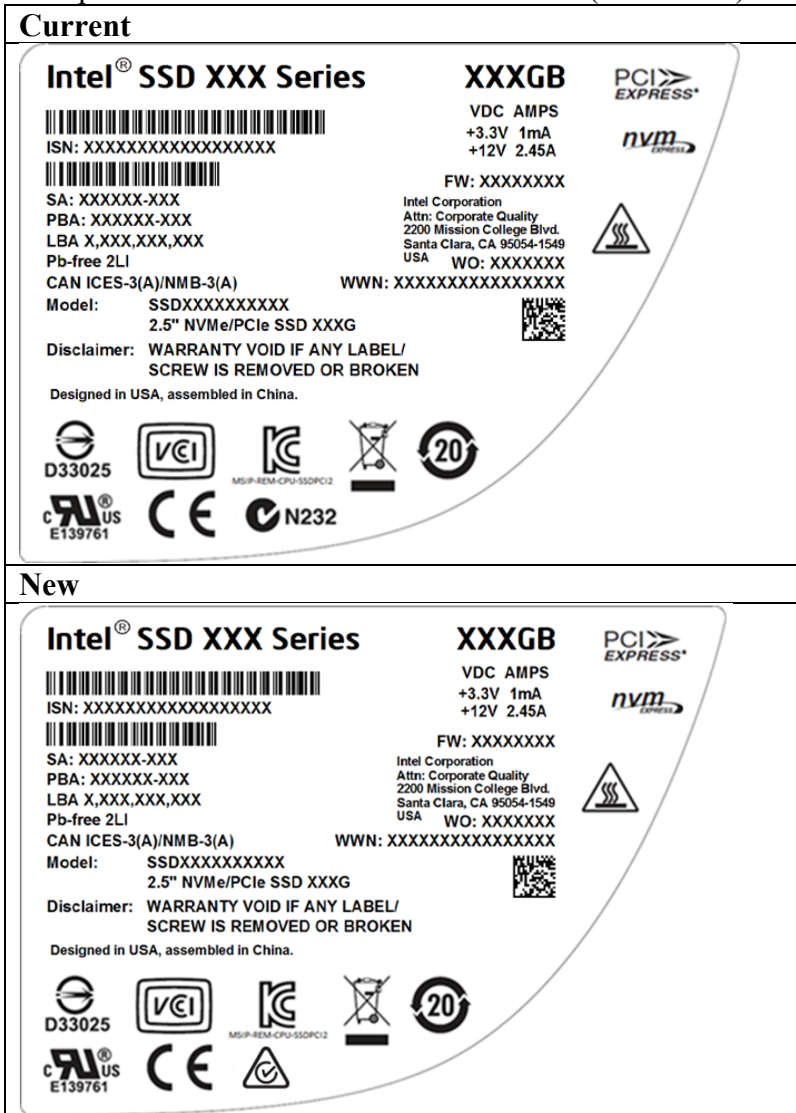 Current
Intel® SSD XXX Series
XXXGB
PCI
EXPRESS*
VDC AMPS
+3.3V 1mA
+12V 2.45A
nvm
EXPRESS
ISN: XXXXXXXXXXXXXXXXXX
FW: XXXXXXXX
SA: XXXXXX-XXX
PBA: XXXXXX-XXX
LBA X,XXX,XXX,XXX
Pb-free 2LI
CAN ICES-3(A)/NMB-3(A)
Intel Corporation
Attn: Corporate Quality
2200 Mission College Blvd.
Santa Clara, CA 95054-1549
USA WO: XXXXXXX
WWN: XXXXXXXXXXXXXXXX
Model: SSDXXXXXXXXXX
2.5" NVMe/PCIe SSD XXXG
Disclaimer: WARRANTY VOID IF ANY LABEL/
SCREW IS REMOVED OR BROKEN
Designed in USA, assembled in China.
D33025
VCI
KC
MSIP-REM-CPU-SSDPCI2
20
c RU US ®
E139761
CE
N232
New
Intel® SSD XXX Series
XXXGB
PCI
EXPRESS*
VDC AMPS
+3.3V 1mA
+12V 2.45A
nvm
EXPRESS
ISN: XXXXXXXXXXXXXXXXXX
FW: XXXXXXXX
SA: XXXXXX-XXX
PBA: XXXXXX-XXX
LBA X,XXX,XXX,XXX
Pb-free 2LI
CAN ICES-3(A)/NMB-3(A)
Intel Corporation
Attn: Corporate Quality
2200 Mission College Blvd.
Santa Clara, CA 95054-1549
USA WO: XXXXXXX
WWN: XXXXXXXXXXXXXXXX
Model: SSDXXXXXXXXXX
2.5" NVMe/PCIe SSD XXXG
Disclaimer: WARRANTY VOID IF ANY LABEL/
SCREW IS REMOVED OR BROKEN
Designed in USA, assembled in China.
D33025
VCI
KC
MSIP-REM-CPU-SSDPCI2
20
c RU US ®
E139761
CE